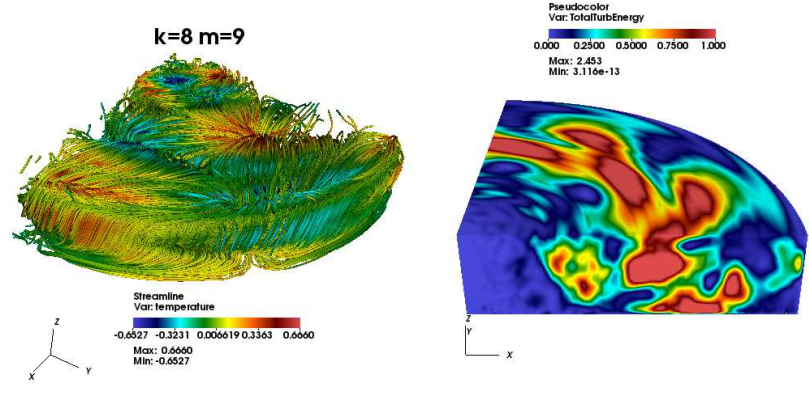 k=8 m=9
Streamline
Var: temperature
-0.6527 -0.3231 0.006619 0.3363 0.6660
Max: 0.6660
Min: -0.6527
Z
X
Y
Pseudocolor
Var: TotalTurbEnergy
0.000 0.2500 0.5000 0.7500 1.000
Max: 2.453
Min: 3.116e-13
Z
Y
X